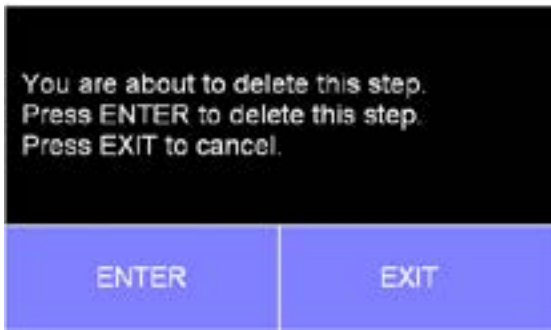 You are about to delete this step.
Press ENTER to delete this step.
Press EXIT to cancel.
ENTER
EXIT